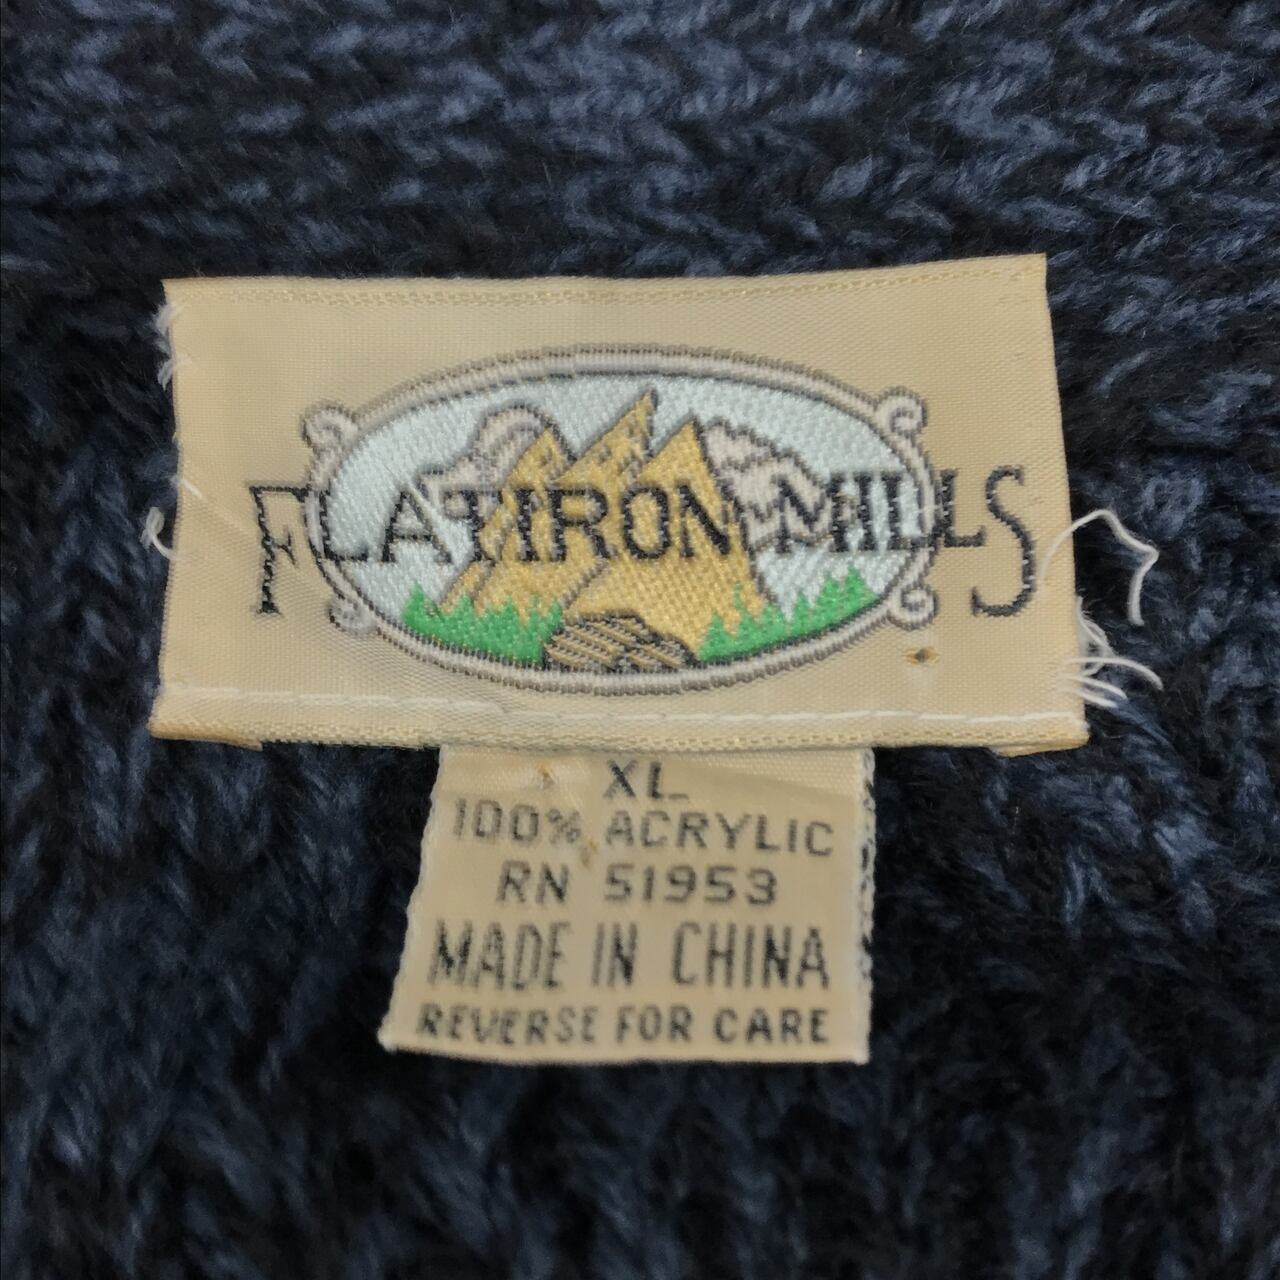 FLATIRON MILLS
XL
100% ACRYLIC
RN 51953
MADE IN CHINA
REVERSE FOR CARE